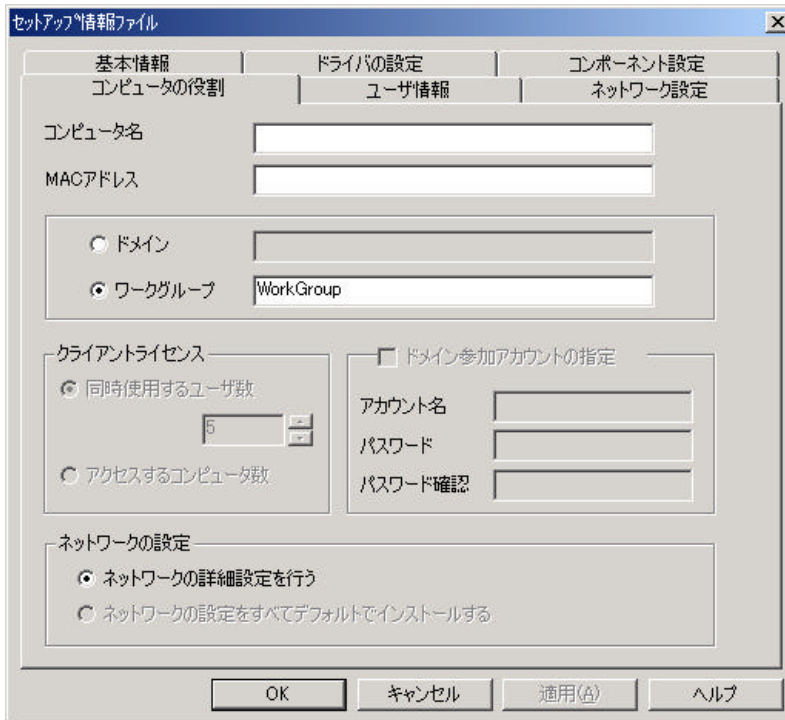 セットアップ情報ファイル
基本情報 ドライバの設定 コンポーネント設定
コンピュータの役割 ユーザ情報 ネットワーク設定
コンピュータ名
MACアドレス
ドメイン
ワークグループ WorkGroup
クライアントライセンス
同時使用するユーザ数
5
アクセスするコンピュータ数
ドメイン参加アカウントの指定
アカウント名
パスワード
パスワード確認
ネットワークの設定
ネットワークの詳細設定を行う
ネットワークの設定をすべてデフォルトでインストールする
OK キャンセル 適用(A) ヘルプ